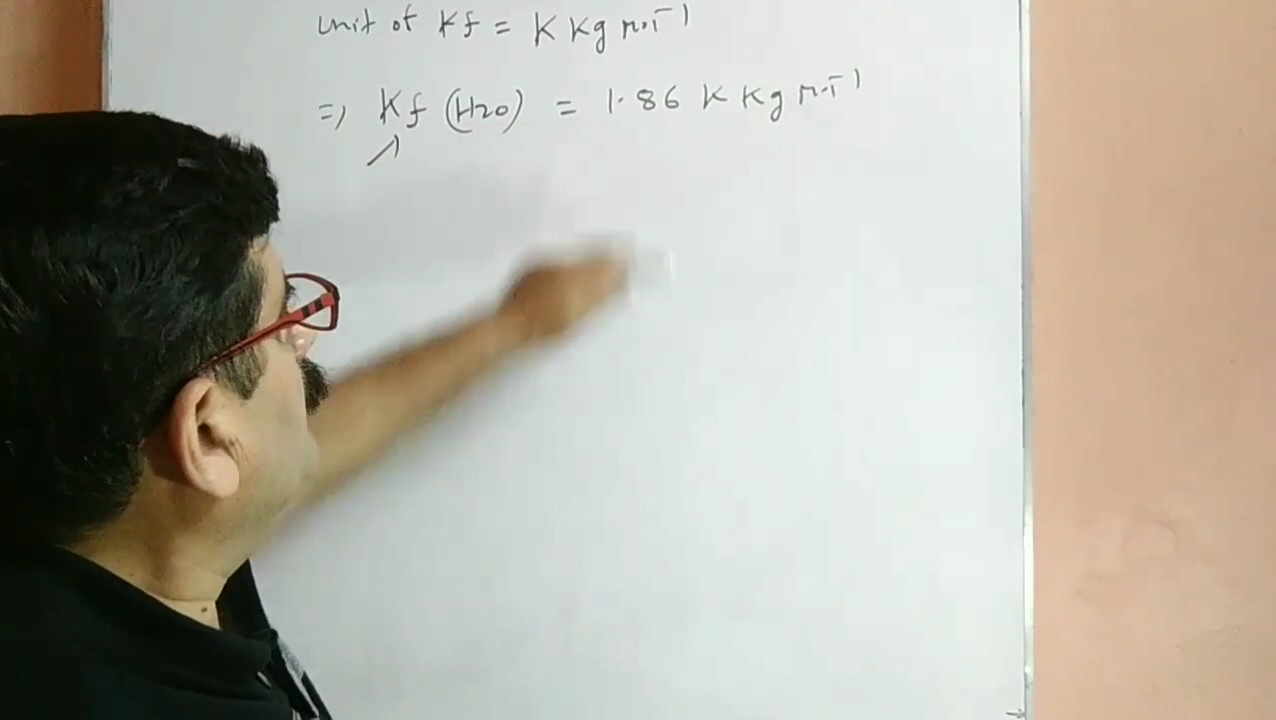 Unit of Kf = K Kg mol⁻¹
=> Kf (H2O) = 1.86 K Kg mol⁻¹